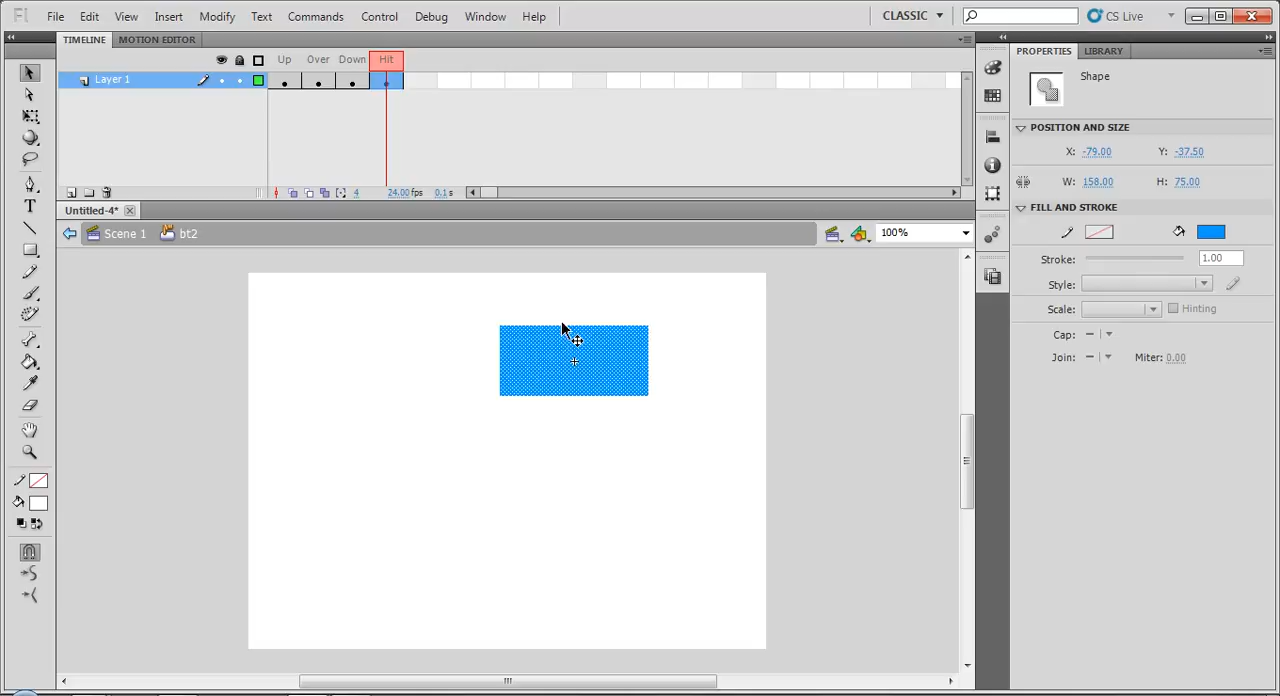 Fl File Edit View Insert Modify Text Commands Control Debug Window Help CLASSIC CS Live
TIMELINE MOTION EDITOR
Up Over Down Hit
Layer 1
4 24.00 fps 0.1 s
Untitled-4*
Scene 1 bt2 100%
PROPERTIES LIBRARY
Shape
POSITION AND SIZE
X: -79.00 Y: -37.50
W: 158.00 H: 75.00
FILL AND STROKE
Stroke: 1.00
Style:
Scale: Hinting
Cap: –
Join: – Miter: 0.00